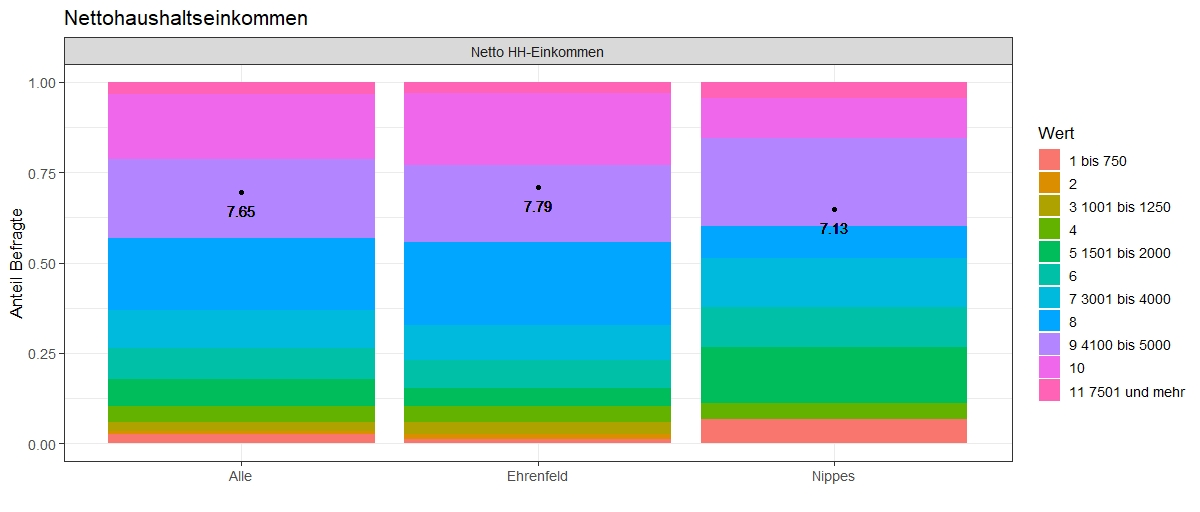 Nettohaushaltseinkommen
Netto HH-Einkommen
Anteil Befragte
1.00
0.75
0.50
0.25
0.00
7.65
7.79
7.13
Alle
Ehrenfeld
Nippes
Wert
1 bis 750
2
3 1001 bis 1250
4
5 1501 bis 2000
6
7 3001 bis 4000
8
9 4100 bis 5000
10
11 7501 und mehr